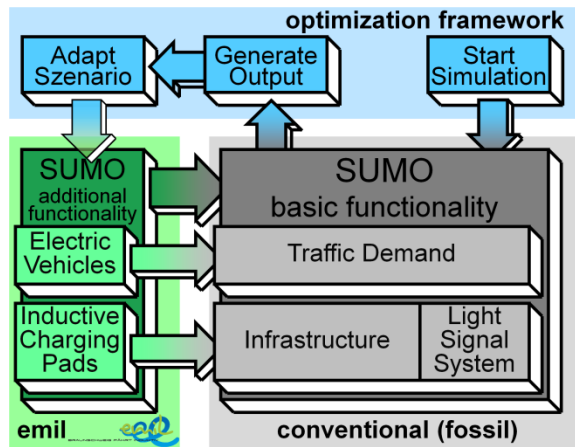 optimization framework
Adapt
Szenario
Generate
Output
Start
Simulation
SUMO
additional
functionality
SUMO
basic functionality
Electric
Vehicles
Traffic Demand
Inductive
Charging
Pads
Infrastructure
Light
Signal
System
emil
emil
conventional (fossil)